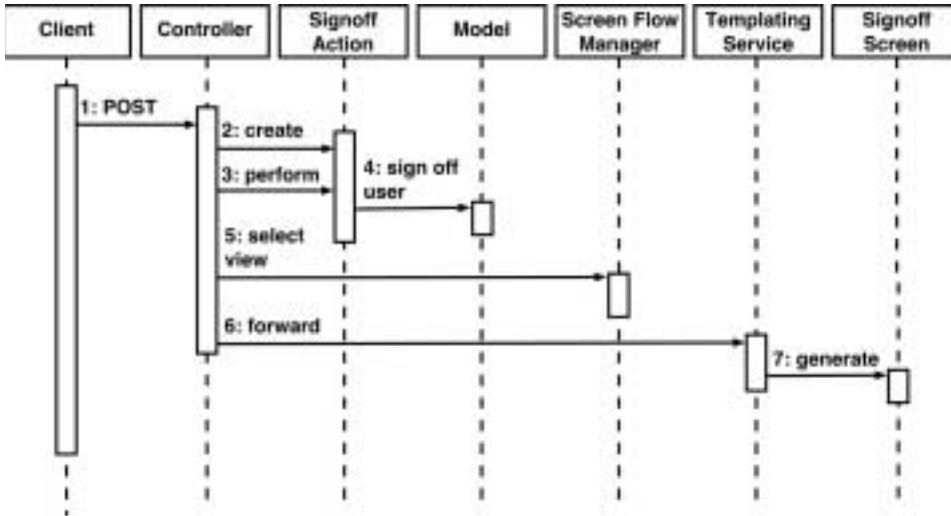 Client
Controller
Signoff
Action
Model
Screen Flow
Manager
Templating
Service
Signoff
Screen
1: POST
2: create
3: perform
4: sign off
user
5: select
view
6: forward
7: generate